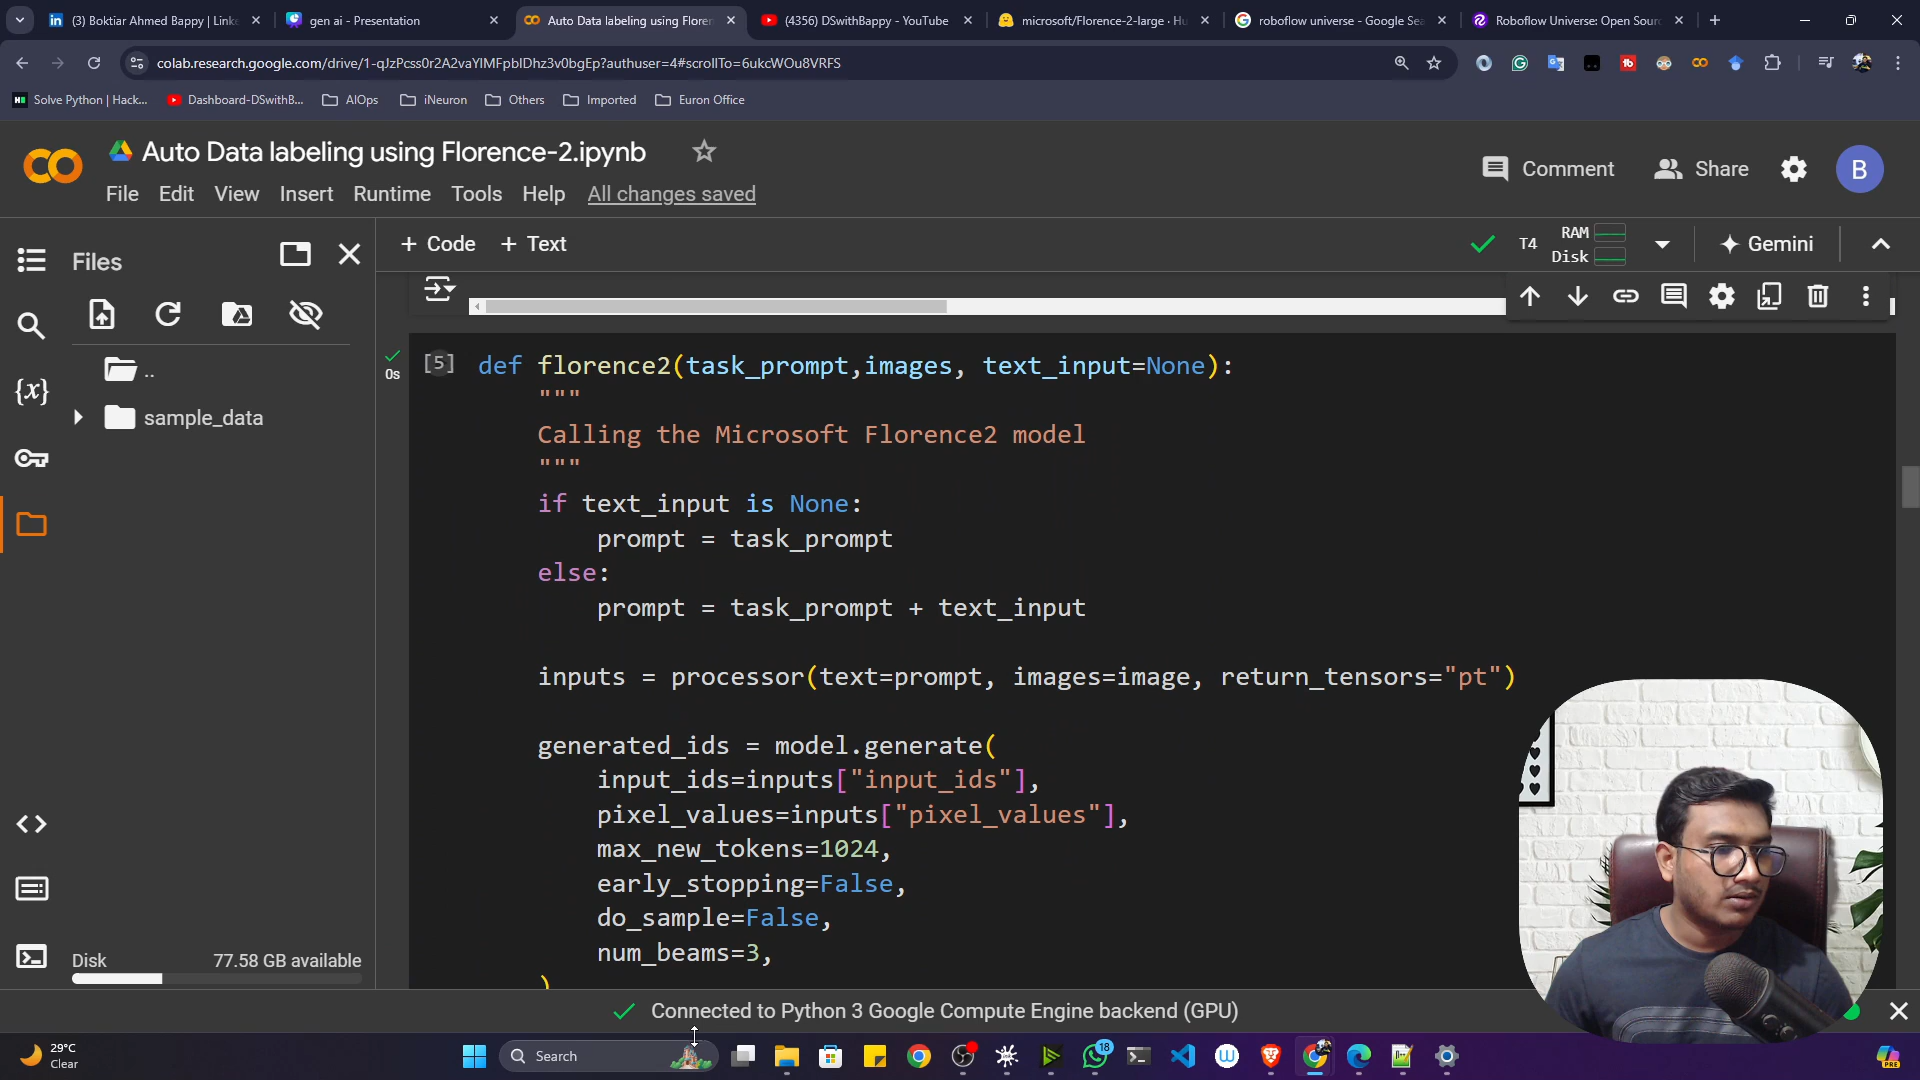 (3) Boktiar Ahmed Bappy | Linke
gen ai - Presentation
Auto Data labeling using Floren
(4356) DSwithBappy - YouTube
microsoft/Florence-2-large · Hu
roboflow universe - Google Sea
Roboflow Universe: Open Sourc
colab.research.google.com/drive/1-qJzPcss0r2A2vaYlMFpbIDhz3v0bgEp?authuser=4#scrollTo=6ukcWOu8VRFS
Solve Python | Hack...
Dashboard-DSwithB...
AIOps
iNeuron
Others
Imported
Euron Office
Auto Data labeling using Florence-2.ipynb
File Edit View Insert Runtime Tools Help All changes saved
Comment
Share
B
Files
+ Code + Text
T4
RAM
Disk
Gemini
..
sample_data
0s
[5]
def florence2(task_prompt,images, text_input=None):
"""
Calling the Microsoft Florence2 model
"""
if text_input is None:
prompt = task_prompt
else:
prompt = task_prompt + text_input
inputs = processor(text=prompt, images=image, return_tensors="pt")
generated_ids = model.generate(
input_ids=inputs["input_ids"],
pixel_values=inputs["pixel_values"],
max_new_tokens=1024,
early_stopping=False,
do_sample=False,
num_beams=3,
)
Disk
77.58 GB available
Connected to Python 3 Google Compute Engine backend (GPU)
29°C
Clear
Search
18